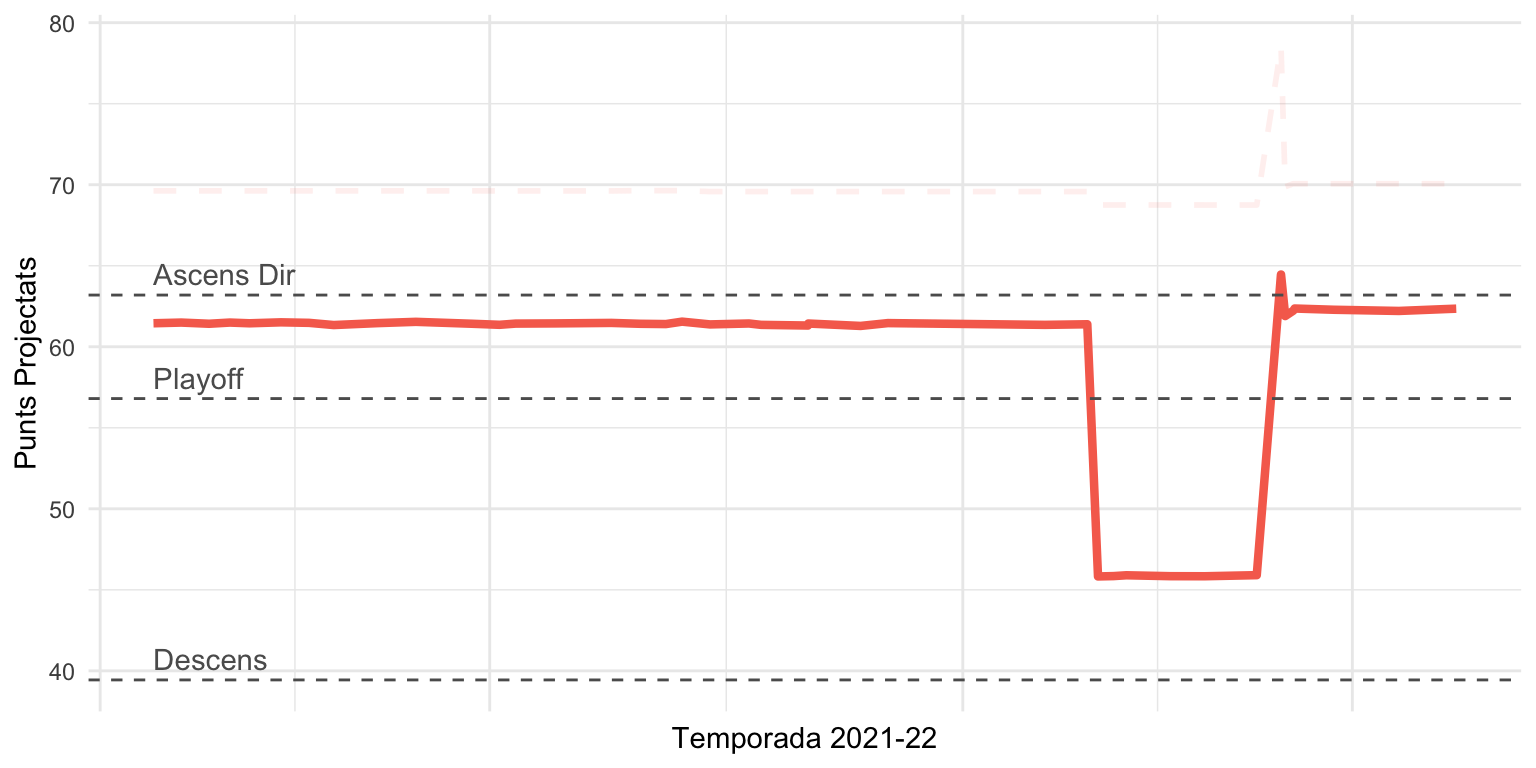 80
70
60
50
40
Punts Projectats
Ascens Dir
Playoff
Descens
Temporada 2021-22